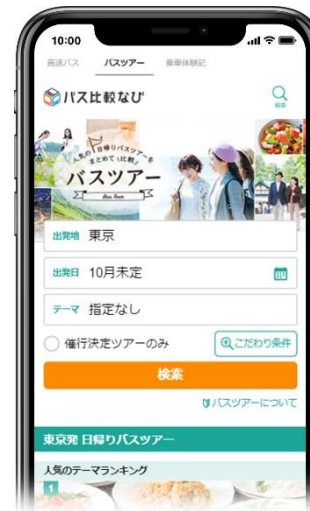 10:00
高速バス バスツアー 乗車体験記
バス比較なび
検索
人気の日帰りバスツアーを
まとめて比較
バスツアー
Bus Tour
出発地 東京
出発日 10月未定
テーマ 指定なし
催行決定ツアーのみ こだわり条件
検索
バスツアーについて
東京発 日帰りバスツアー
人気のテーマランキング
1